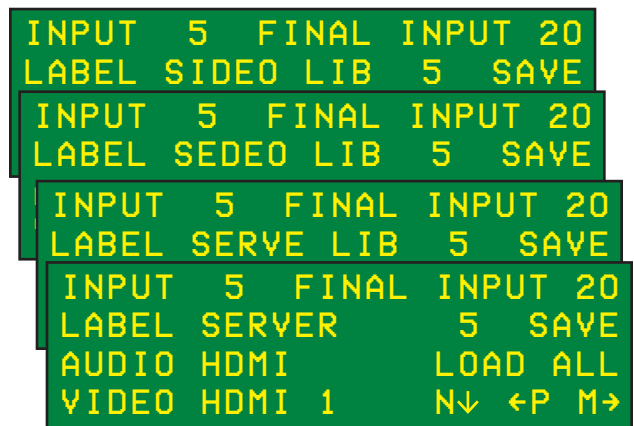 INPUT 5 FINAL INPUT 20
LABEL SIDEO LIB 5 SAVE
INPUT 5 FINAL INPUT 20
LABEL SEDEO LIB 5 SAVE
INPUT 5 FINAL INPUT 20
LABEL SERVE LIB 5 SAVE
INPUT 5 FINAL INPUT 20
LABEL SERVER 5 SAVE
AUDIO HDMI LOAD ALL
VIDEO HDMI 1 N↓ ←P M→